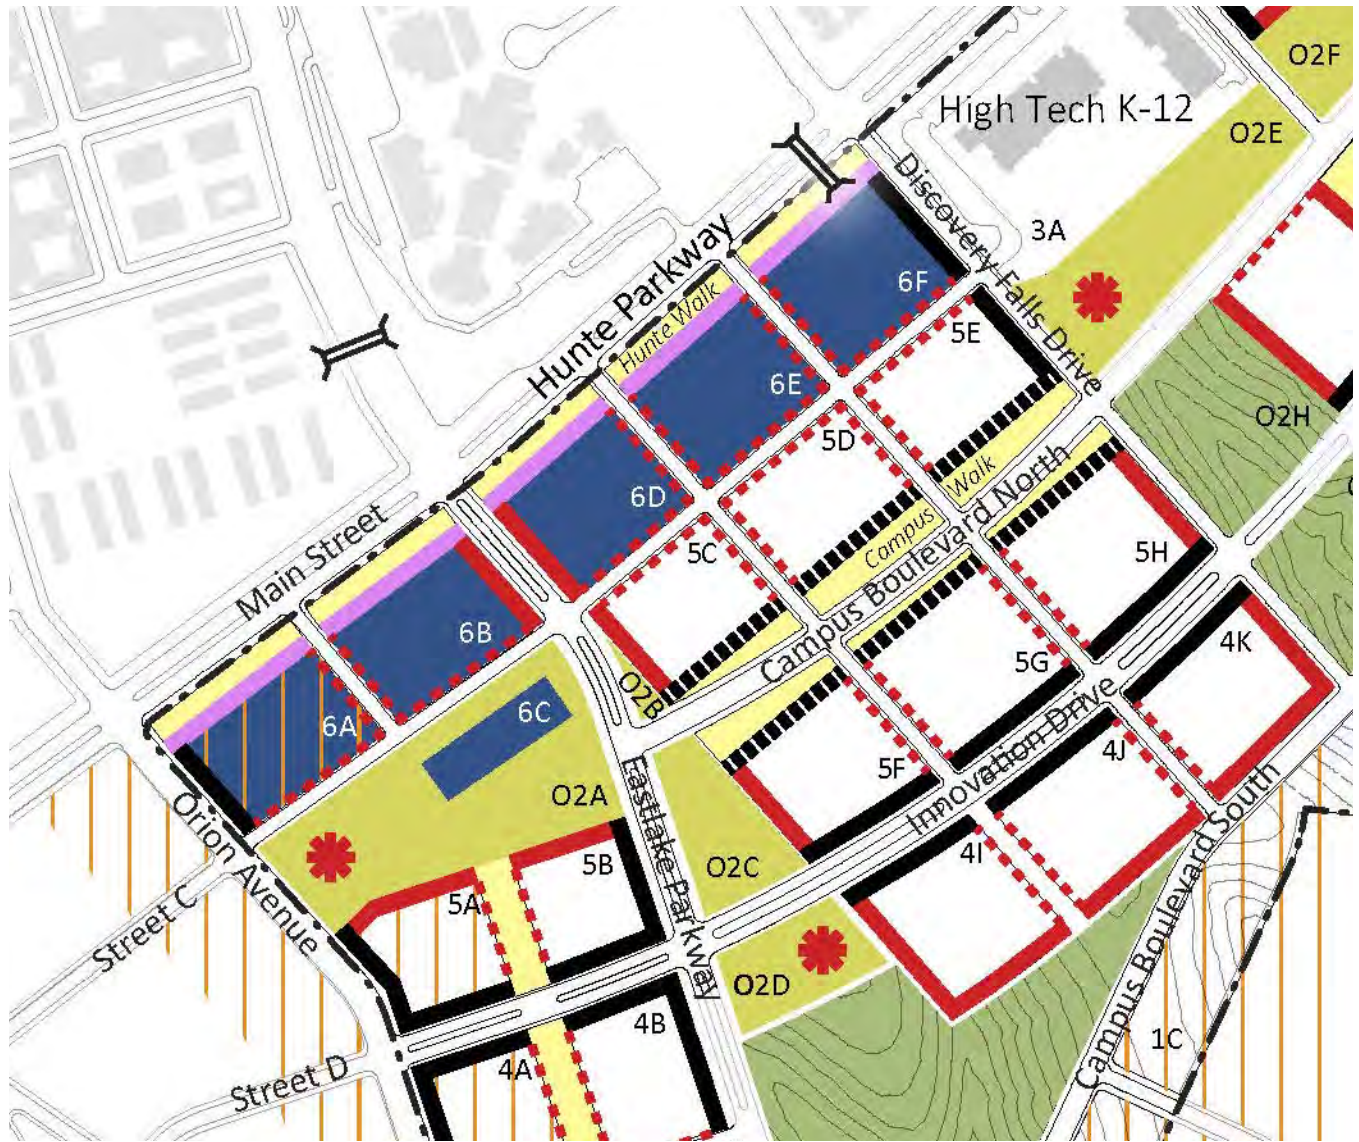 O2F
High Tech K-12
O2E
Discovery Falls Drive
3A
Hunte Parkway
6F
Hunte Walk
5E
6E
O2H
5D
Walk
6D
Campus
Campus Boulevard North
Main Street
5C
5H
6B
5G
4K
O2B
6C
6A
4J
5F
Innovation Drive
O2A
Eastlake Parkway
Orion Avenue
4I
5B
O2C
5A
Campus Boulevard South
Street C
O2D
4B
1C
4A
Street D